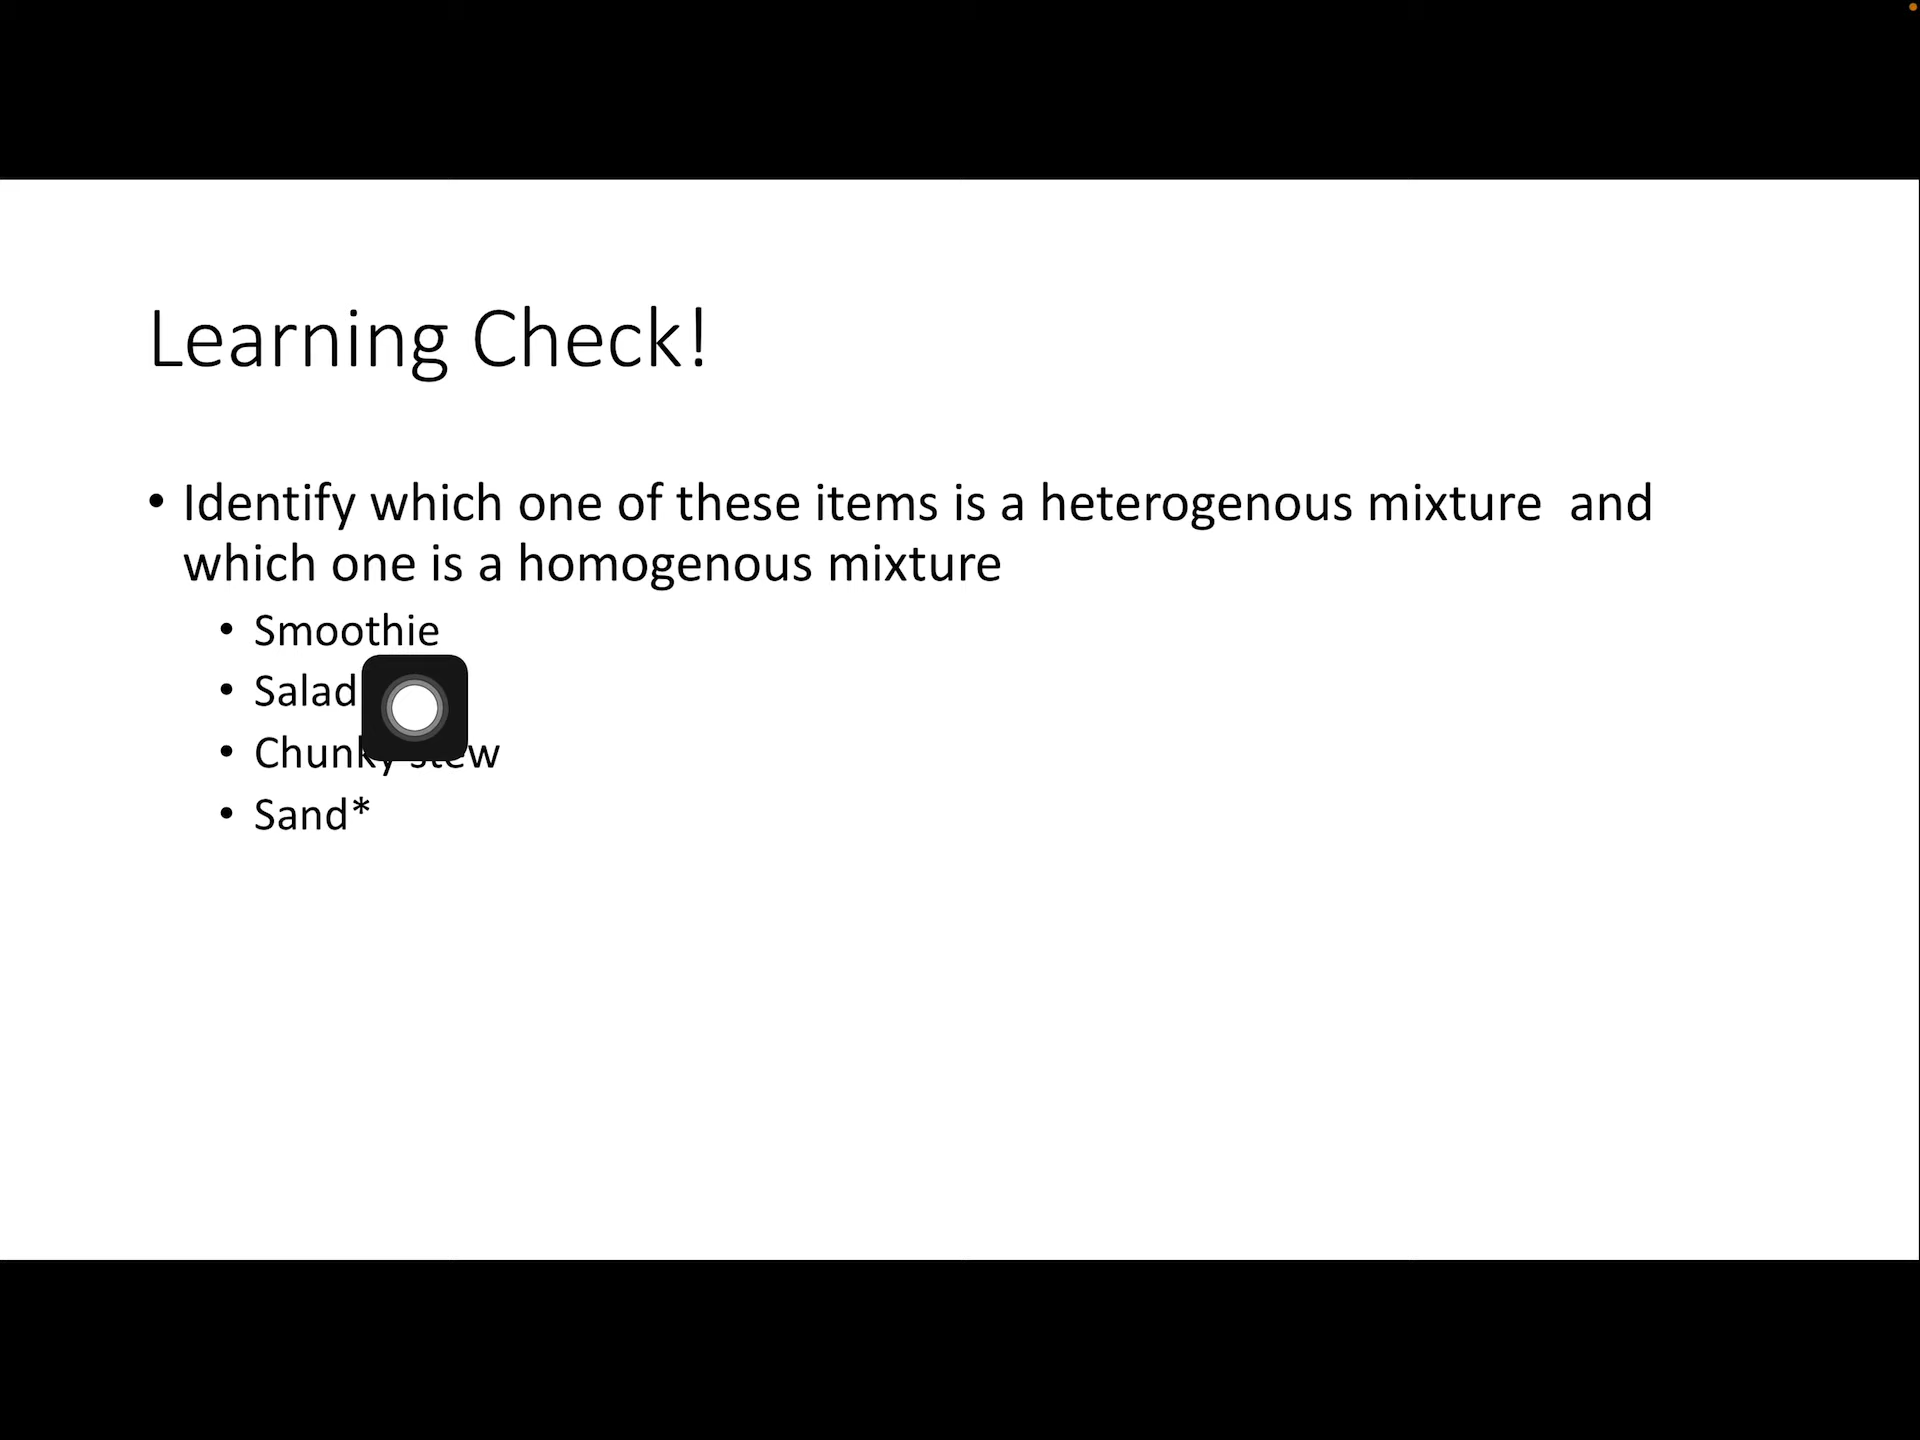 Learning Check!
• Identify which one of these items is a heterogenous mixture and
which one is a homogenous mixture
• Smoothie
• Salad
• Chunky stew
• Sand*